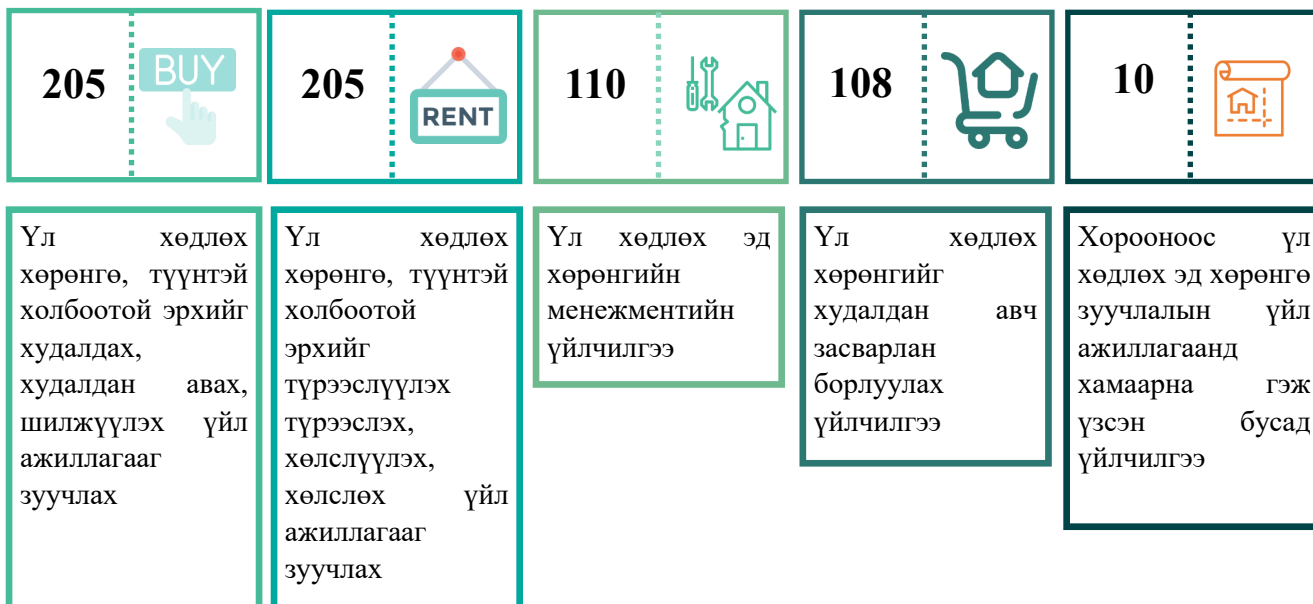 205
BUY
205
RENT
110
108
10
Үл хөдлөх
хөрөнгө, түүнтэй
холбоотой эрхийг
худалдах,
худалдан авах,
шилжүүлэх үйл
ажиллагааг
зуучлах
Үл хөдлөх
хөрөнгө, түүнтэй
холбоотой
эрхийг
түрээслүүлэх
түрээслэх,
хөлслүүлэх,
хөлслөх үйл
ажиллагааг
зуучлах
Үл хөдлөх эд
хөрөнгийн
менежментийн
үйлчилгээ
Үл хөдлөх
хөрөнгийг
худалдан авч
засварлан
борлуулах
үйлчилгээ
Хорооноос үл
хөдлөх эд хөрөнгө
зуучлалын үйл
ажиллагаанд
хамаарна гэж
үзсэн бусад
үйлчилгээ